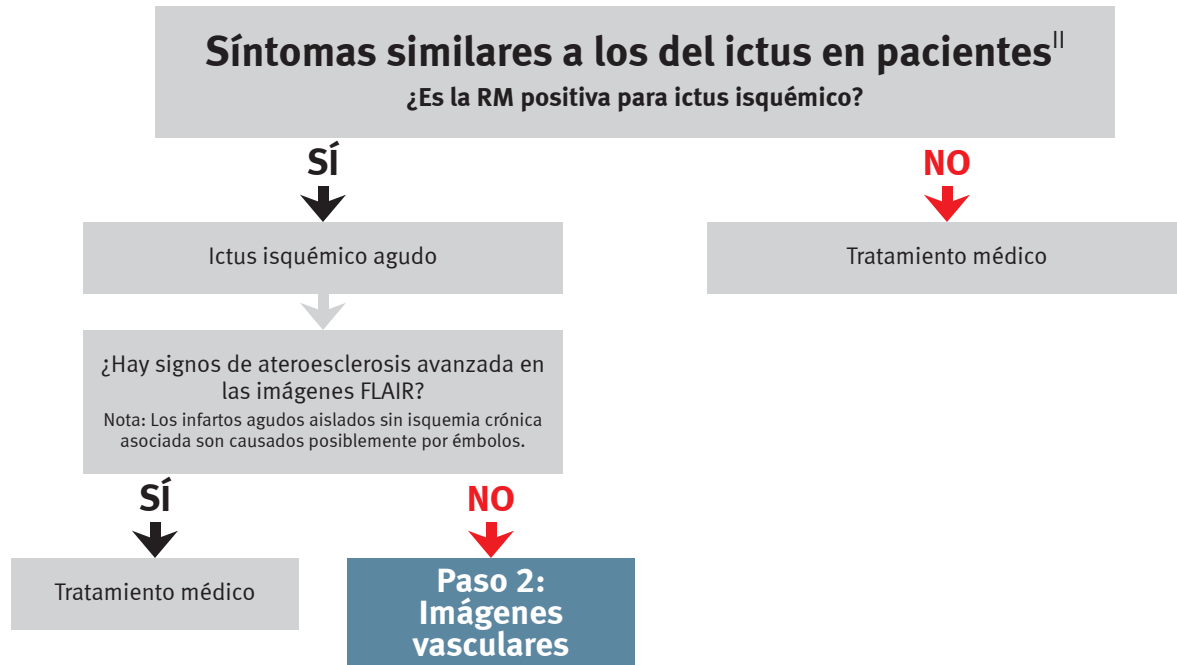 Síntomas similares a los del ictus en pacientes||
¿Es la RM positiva para ictus isquémico?
SÍ
NO
Ictus isquémico agudo
Tratamiento médico
¿Hay signos de ateroesclerosis avanzada en
las imágenes FLAIR?
Nota: Los infartos agudos aislados sin isquemia crónica
asociada son causados posiblemente por émbolos.
SÍ
NO
Tratamiento médico
Paso 2:
Imágenes
vasculares